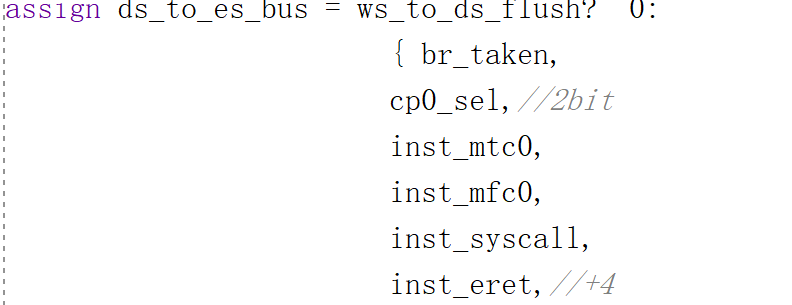 assign ds_to_es_bus = ws_to_ds_flush?  0:
{ br_taken,
cp0_sel,//2bit
inst_mtc0,
inst_mfc0,
inst_syscall,
inst_eret,//+4